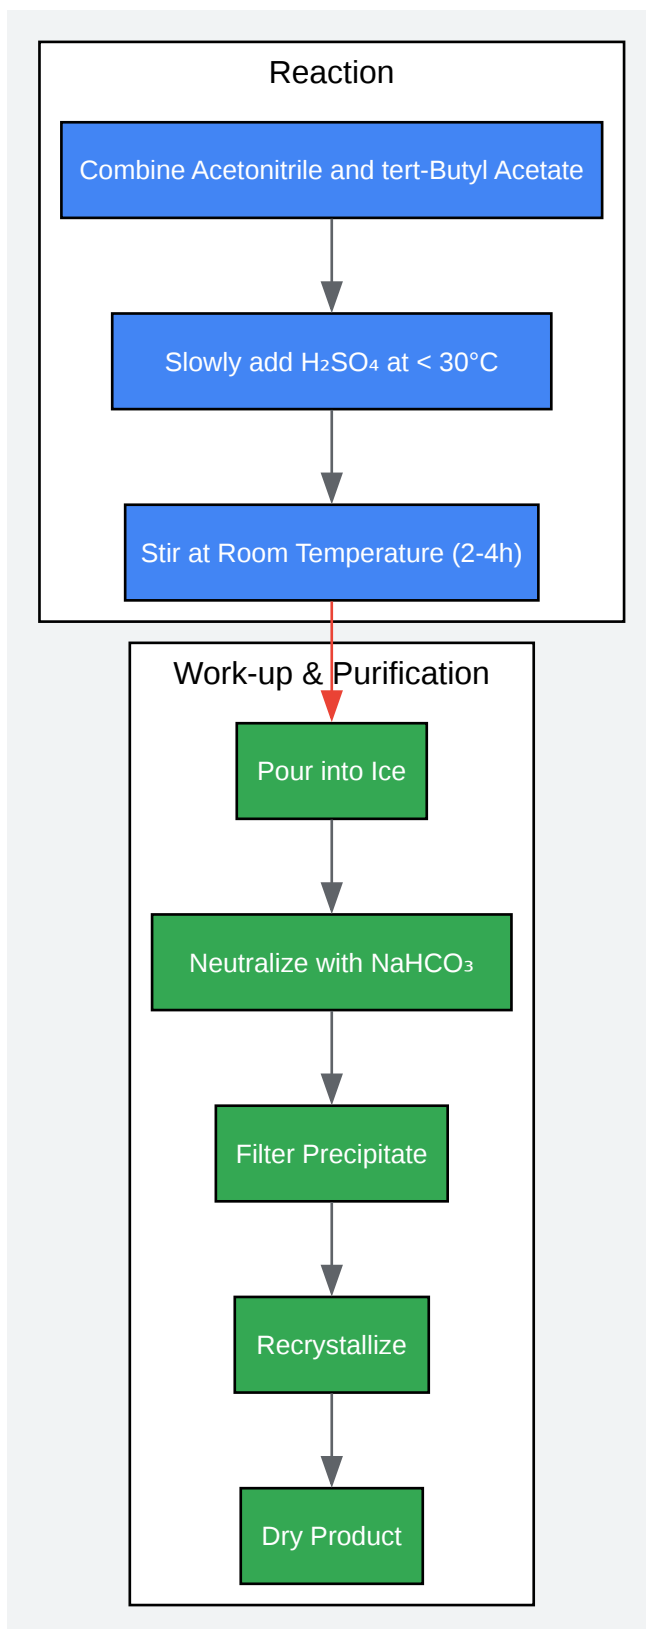 Reaction
Combine Acetonitrile and tert-Butyl Acetate
Slowly add H₂SO₄ at < 30°C
Stir at Room Temperature (2-4h)
Work-up & Purification
Pour into Ice
Neutralize with NaHCO₃
Filter Precipitate
Recrystallize
Dry Product